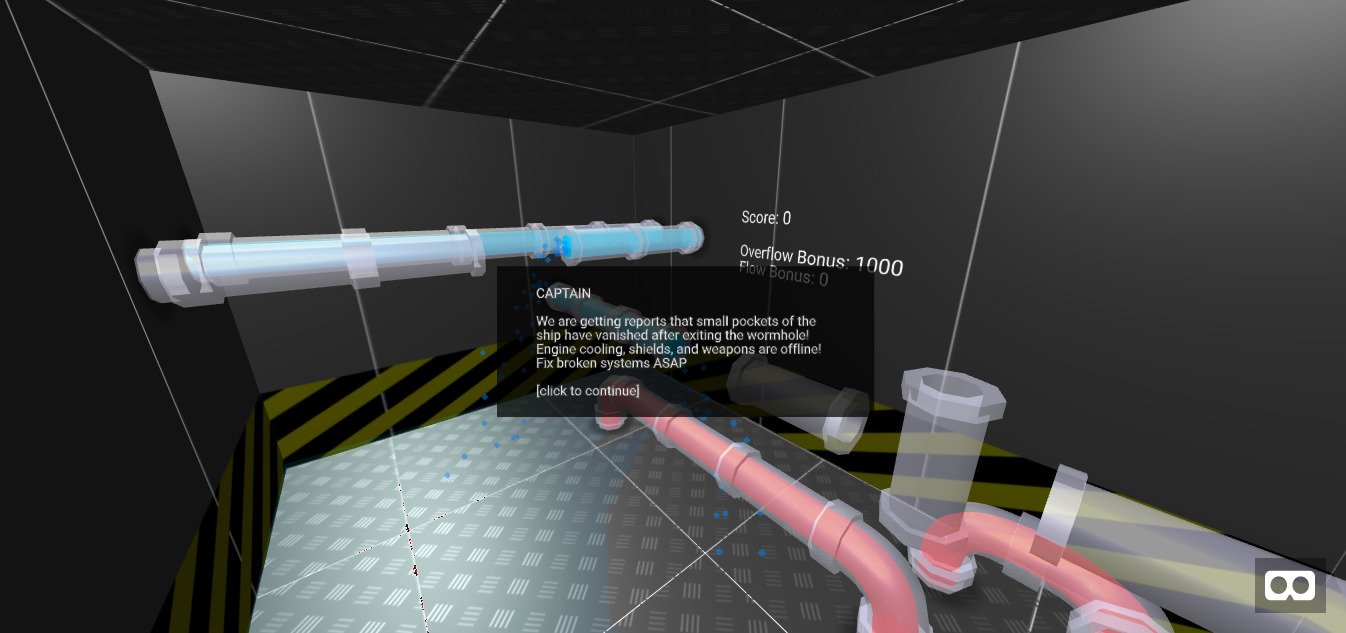 Score: 0
Overflow Bonus: 1000
Flow Bonus: 0
CAPTAIN
We are getting reports that small pockets of the
ship have vanished after exiting the wormhole!
Engine cooling, shields, and weapons are offline!
Fix broken systems ASAP
[click to continue]